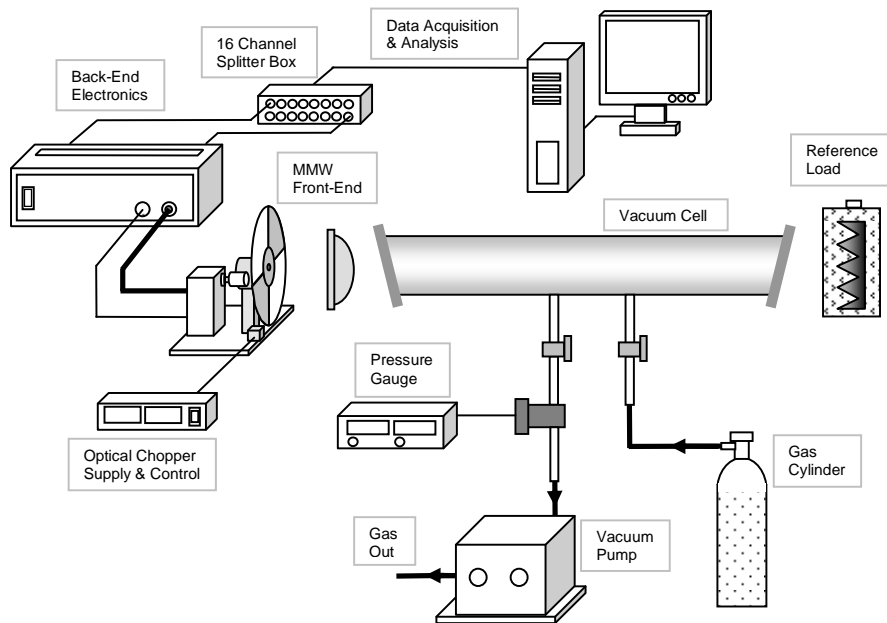 Data Acquisition
& Analysis
16 Channel
Splitter Box
Back-End
Electronics
MMW
Front-End
Reference
Load
Vacuum Cell
Pressure
Gauge
Optical Chopper
Supply & Control
Gas
Cylinder
Gas
Out
Vacuum
Pump